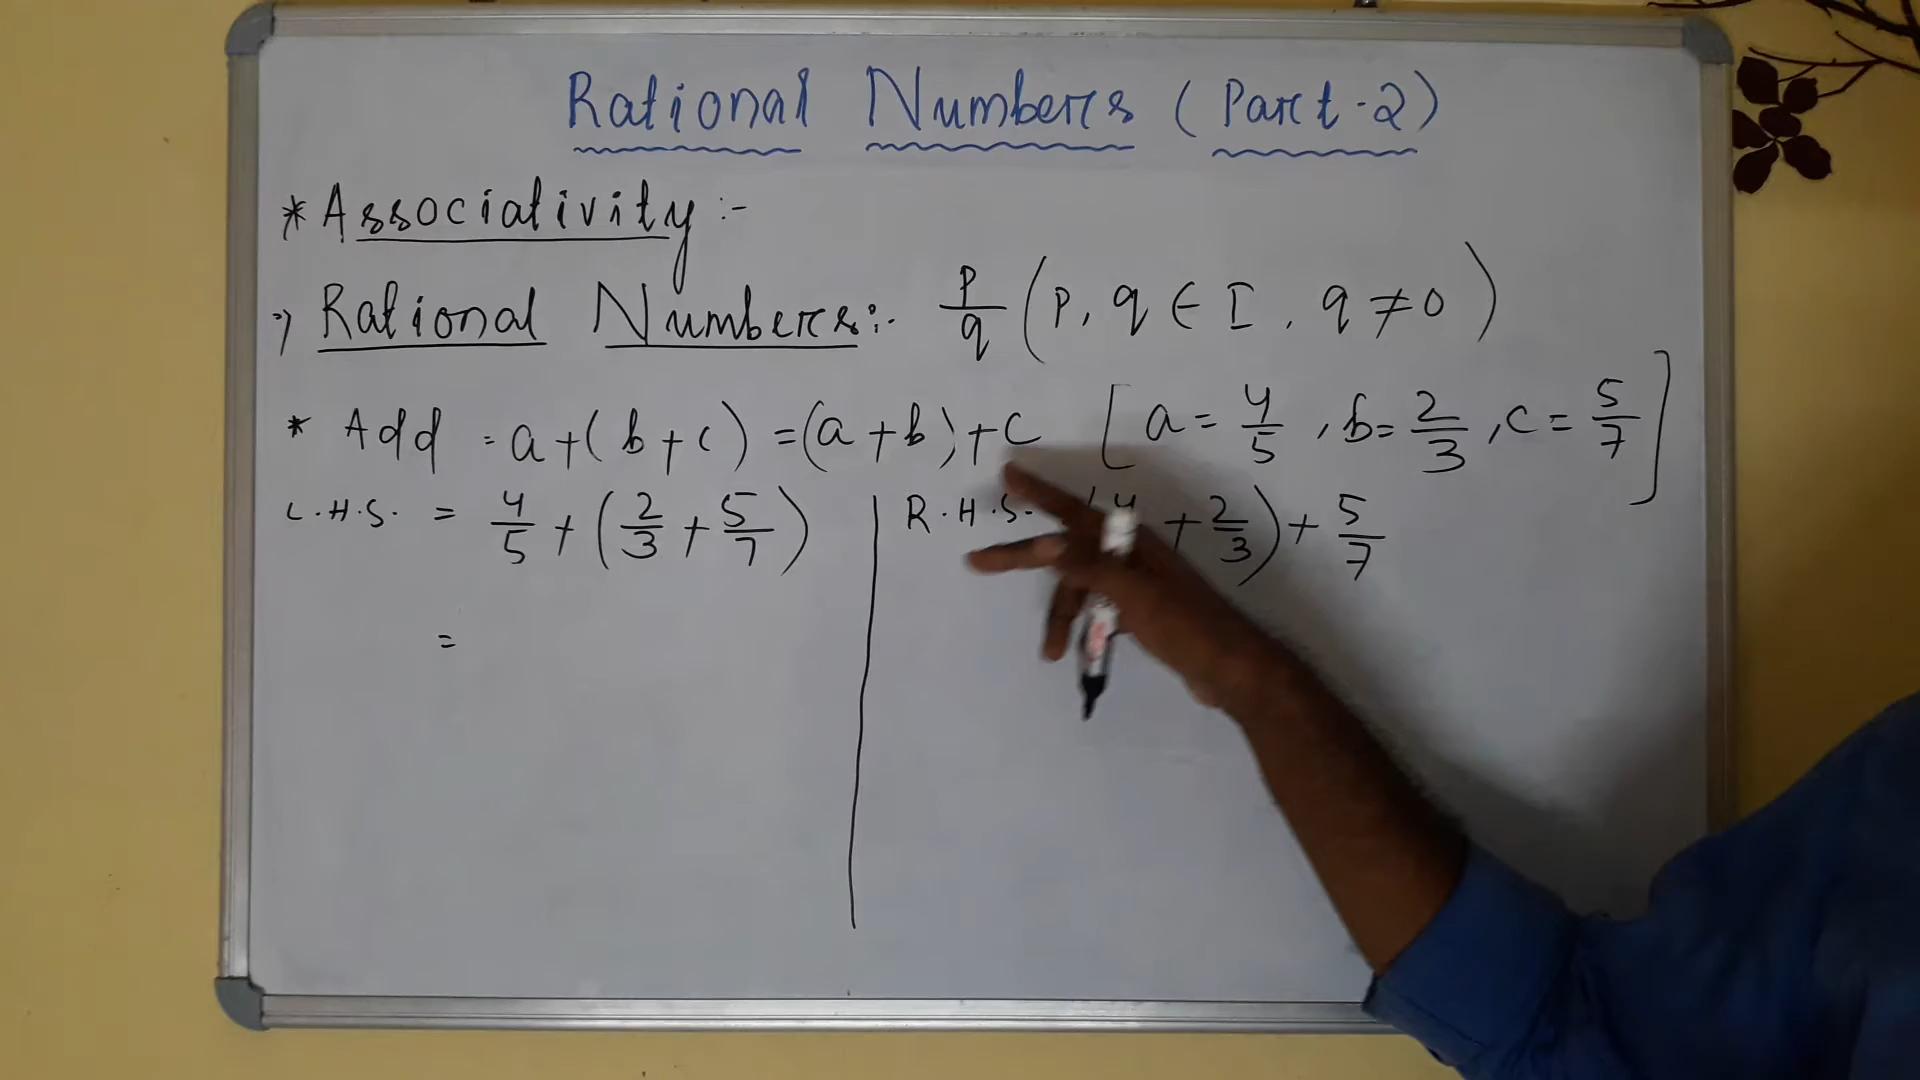 Rational Numbers (Part-2)
* Associativity :-
⇒ Rational Numbers :- p/q (p, q ∈ I, q ≠ 0)
* Add = a+(b+c) = (a+b)+c [a = 4/5, b = 2/3, c = 5/7]
L.H.S. = 4/5 + (2/3 + 5/7)
=
R.H.S. (4 + 2/3) + 5/7